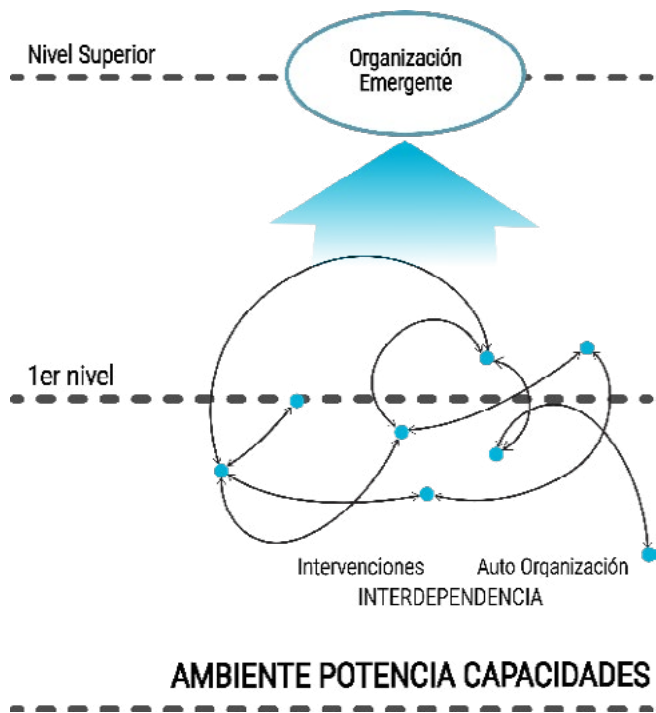 Nivel Superior
Organización
Emergente
1er nivel
Intervenciones
Auto Organización
INTERDEPENDENCIA
AMBIENTE POTENCIA CAPACIDADES